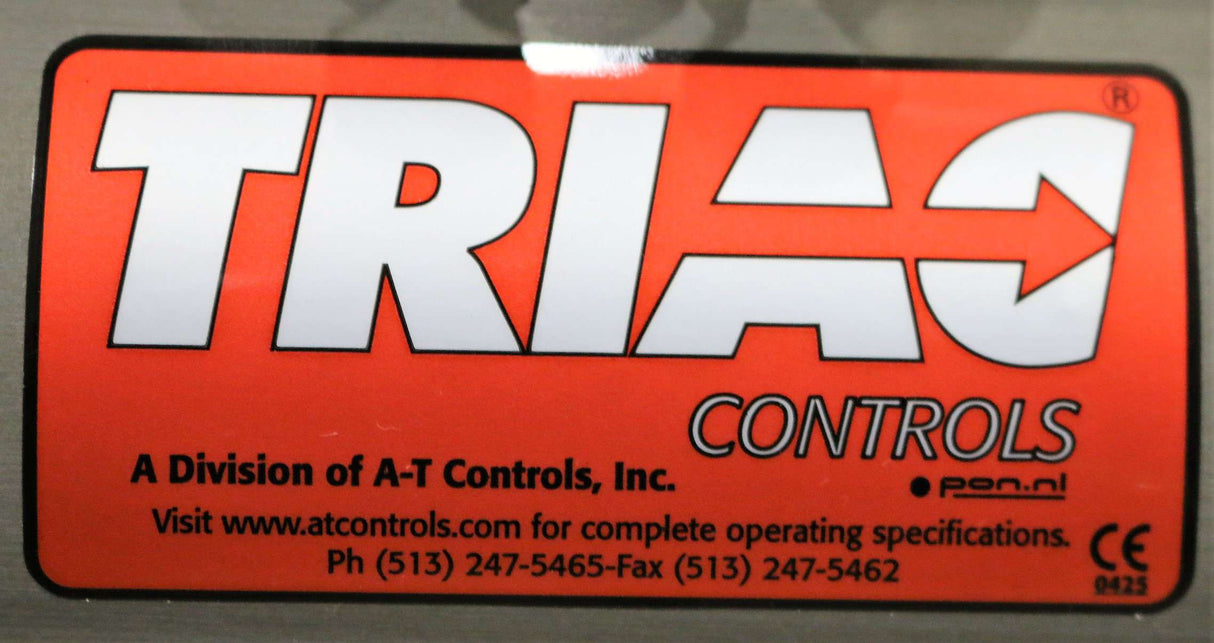 TRIAC®
CONTROLS
A Division of A-T Controls, Inc.
pon.nl
Visit www.atcontrols.com for complete operating specifications.
Ph (513) 247-5465-Fax (513) 247-5462
CE
0425